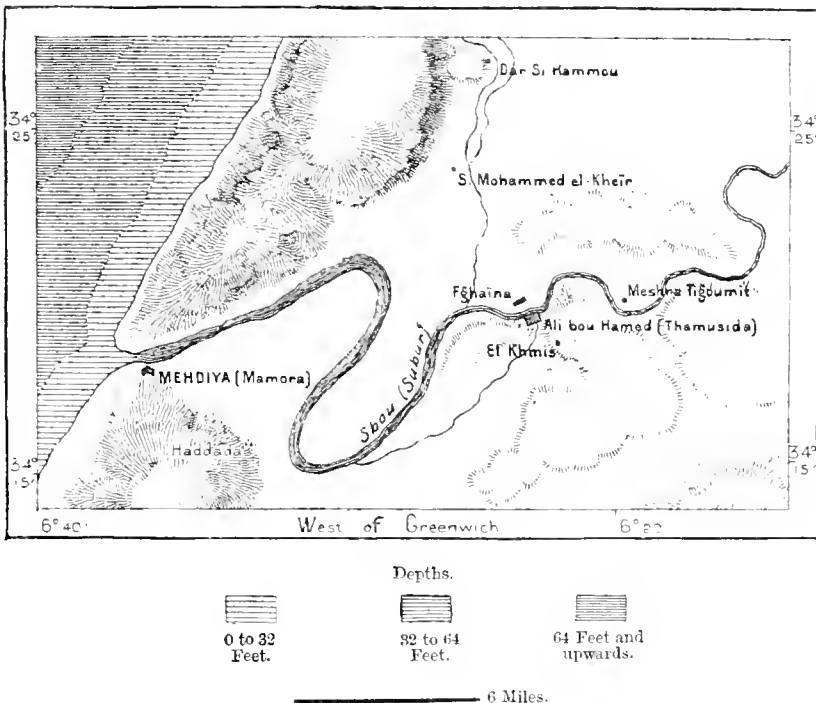 Dar Si Hammou
34°
25'
34°
25'
S. Mohammed el-Kheïr
Fghaïna
Meshra Tigoumit
Ali bou Hamed (Thamusida)
El Khmis
MEHDIYA (Mamora)
Sbou (Subur)
Haddada
34°
15'
34°
15'
6° 40'
West of Greenwich
6° 20
Depths.
0 to 32
Feet.
32 to 64
Feet.
64 Feet and
upwards.
6 Miles.